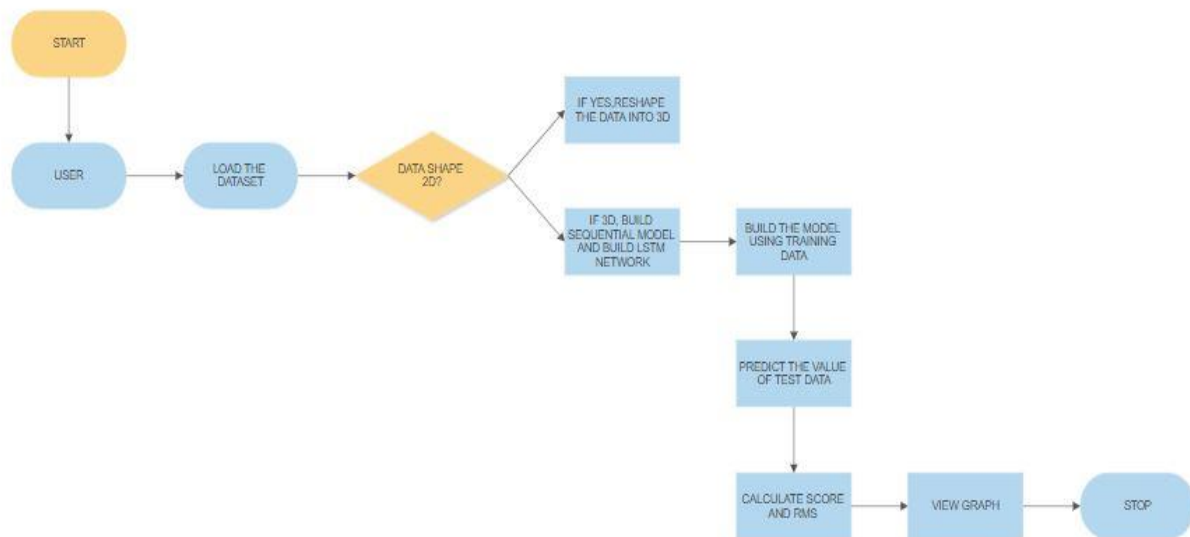 START
USER
LOAD THE
DATASET
DATA SHAPE
2D?
IF YES,RESHAPE
THE DATA INTO 3D
IF 3D, BUILD
SEQUENTIAL MODEL
AND BUILD LSTM
NETWORK
BUILD THE MODEL
USING TRAINING
DATA
PREDICT THE VALUE
OF TEST DATA
CALCULATE SCORE
AND RMS
VIEW GRAPH
STOP